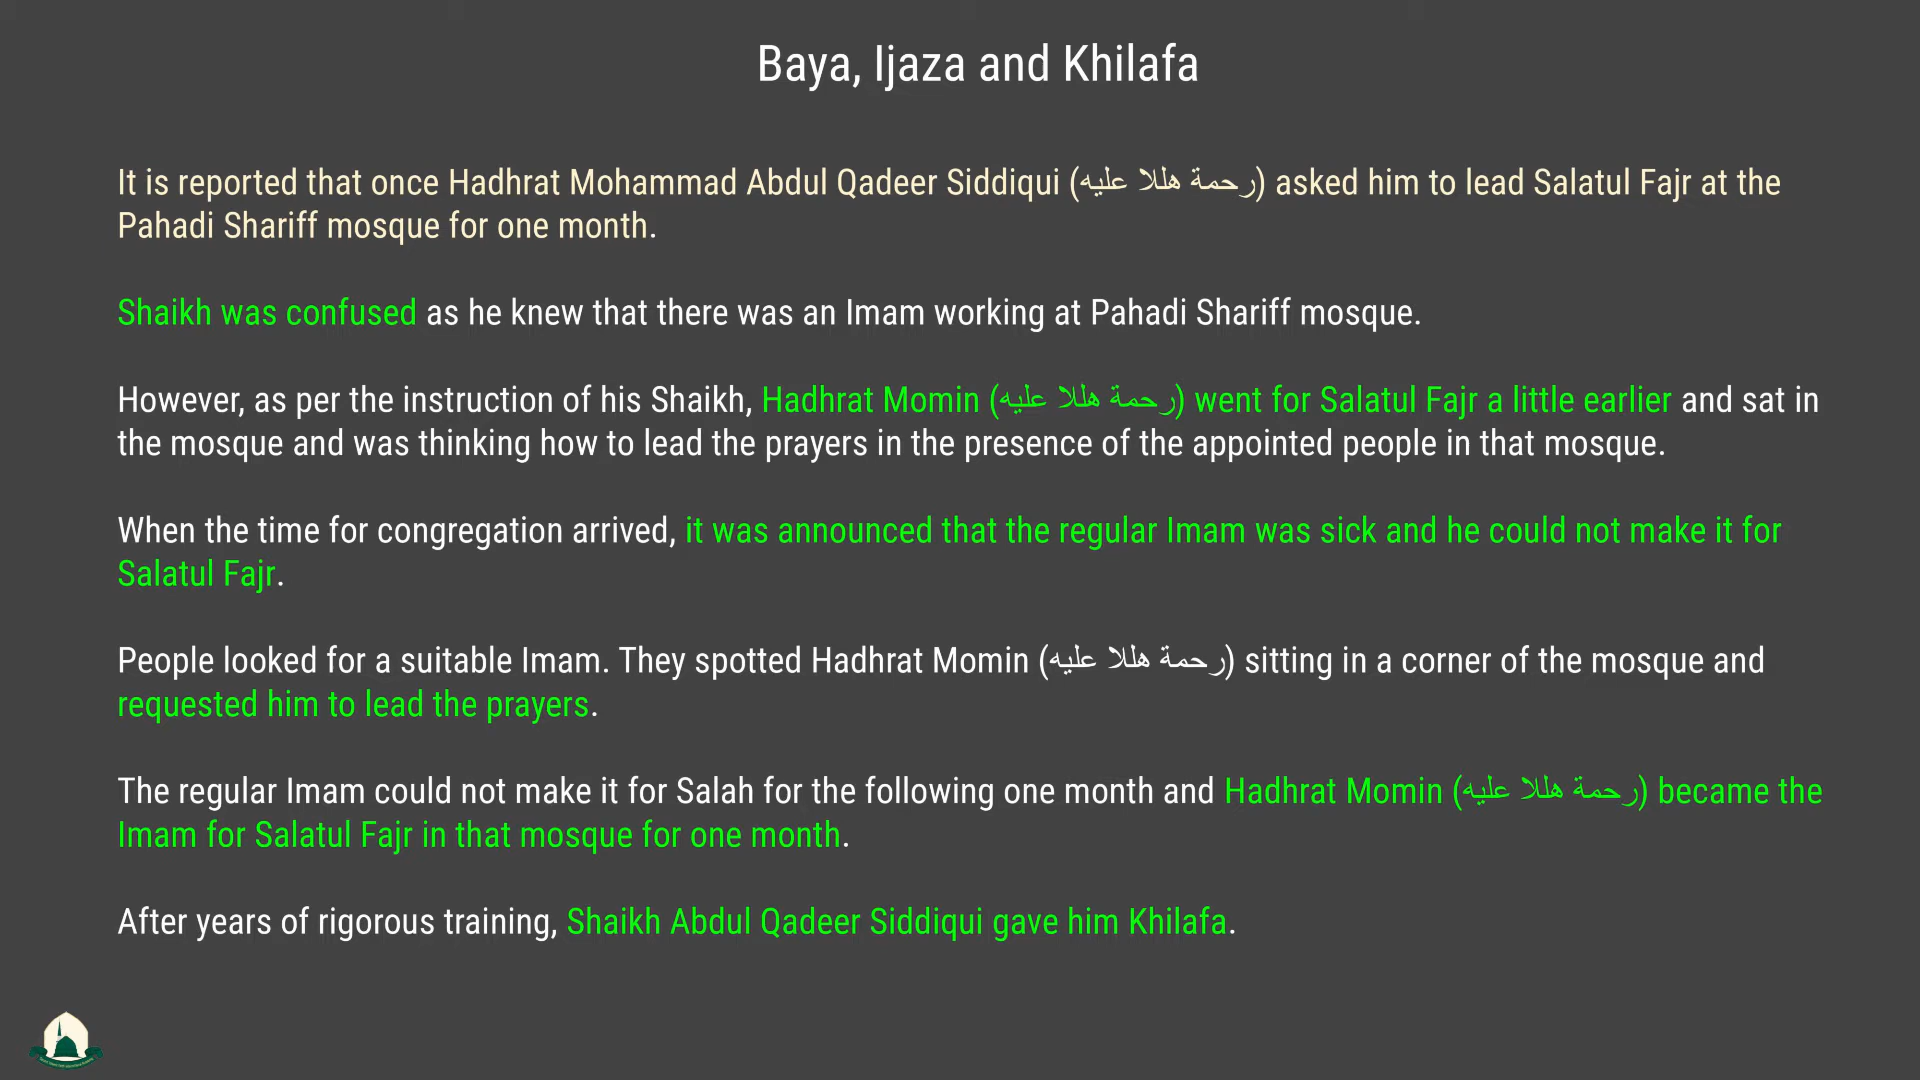 Baya, Ijaza and Khilafa
It is reported that once Hadhrat Mohammad Abdul Qadeer Siddiqui (رحمة هللا عليه) asked him to lead Salatul Fajr at the
Pahadi Shariff mosque for one month.
Shaikh was confused as he knew that there was an Imam working at Pahadi Shariff mosque.
However, as per the instruction of his Shaikh, Hadhrat Momin (رحمة هللا عليه) went for Salatul Fajr a little earlier and sat in
the mosque and was thinking how to lead the prayers in the presence of the appointed people in that mosque.
When the time for congregation arrived, it was announced that the regular Imam was sick and he could not make it for
Salatul Fajr.
People looked for a suitable Imam. They spotted Hadhrat Momin (رحمة هللا عليه) sitting in a corner of the mosque and
requested him to lead the prayers.
The regular Imam could not make it for Salah for the following one month and Hadhrat Momin (رحمة هللا عليه) became the
Imam for Salatul Fajr in that mosque for one month.
After years of rigorous training, Shaikh Abdul Qadeer Siddiqui gave him Khilafa.